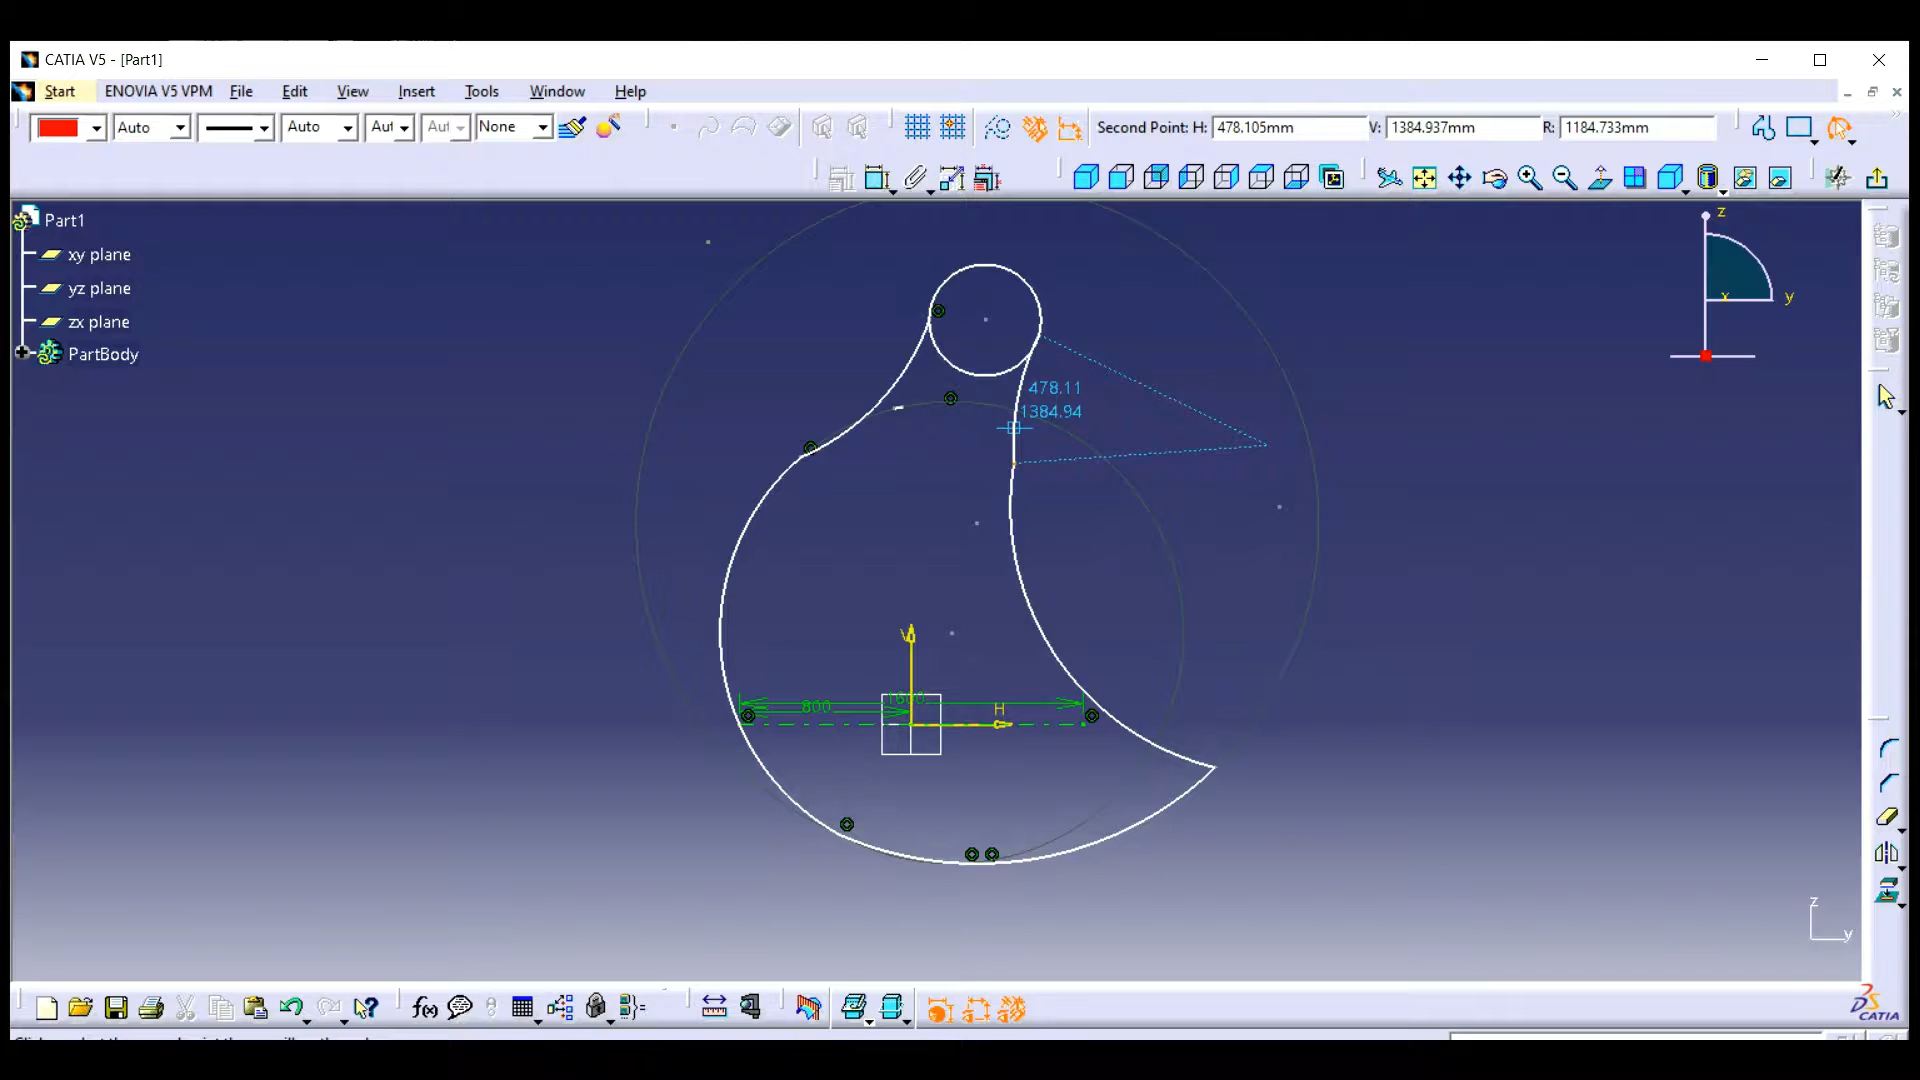 CATIA V5 - [Part1]
Start ENOVIA V5 VPM File Edit View Insert Tools Window Help
Auto Auto Aut Aut None Second Point: H: 478.105mm V: 1384.937mm R: 1184.733mm
Part1
xy plane
yz plane
zx plane
PartBody
z
x
y
478.11
1384.94
V
H
800
z
y
f(x)
CATIA